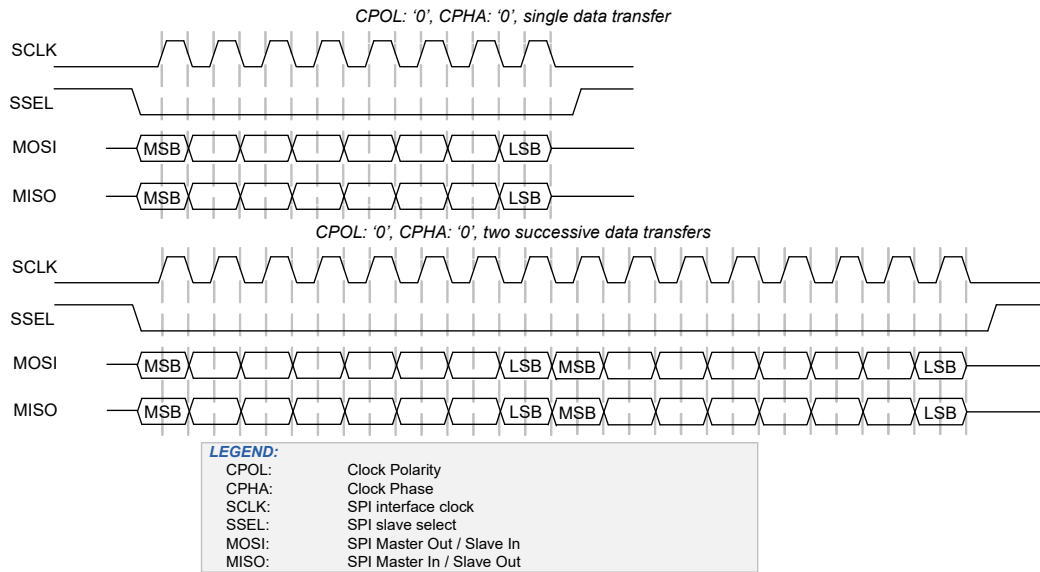 CPOL: ‘0’, CPHA: ‘0’, single data transfer
SCLK
SSEL
MOSI MSB LSB
MISO MSB LSB
CPOL: ‘0’, CPHA: ‘0’, two successive data transfers
SCLK
SSEL
MOSI MSB LSB MSB LSB
MISO MSB LSB MSB LSB
LEGEND:
CPOL: Clock Polarity
CPHA: Clock Phase
SCLK: SPI interface clock
SSEL: SPI slave select
MOSI: SPI Master Out / Slave In
MISO: SPI Master In / Slave Out